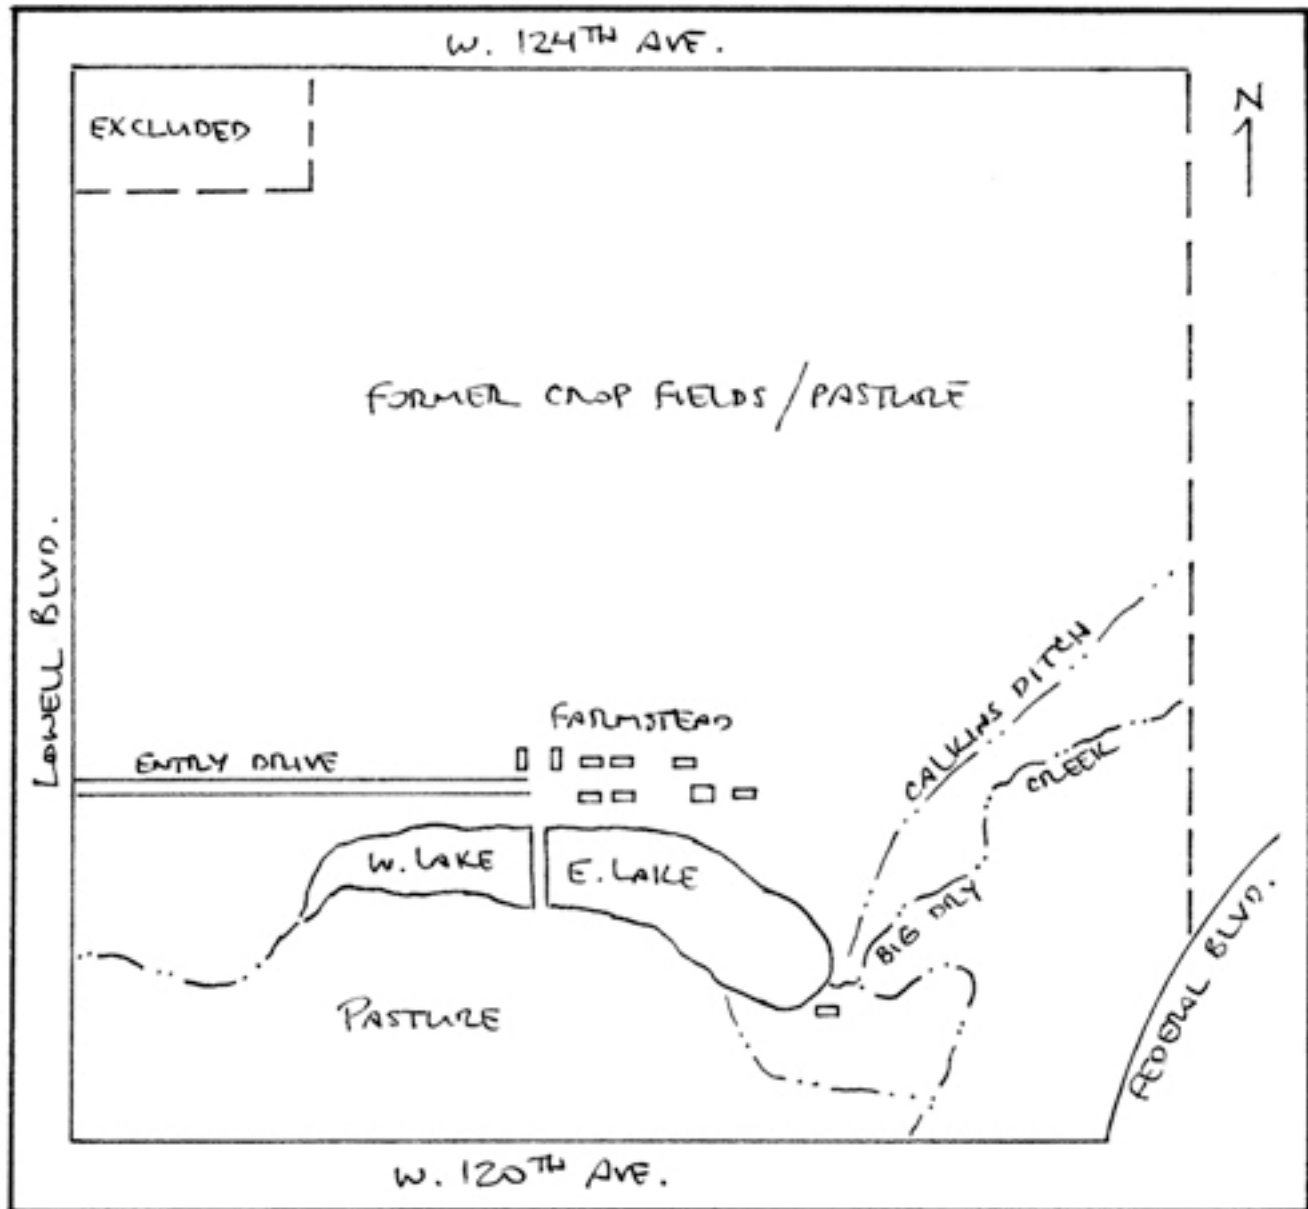 W. 124TH AVE.
N
EXCLUDED
FORMER CROP FIELDS/PASTURE
LOWELL BLVD.
CALKINS DITCH
FARMSTEAD
ENTRY DRIVE
CREEK
W. LAKE
E. LAKE
BIG DRY
FEDERAL BLVD.
PASTURE
W. 120TH AVE.